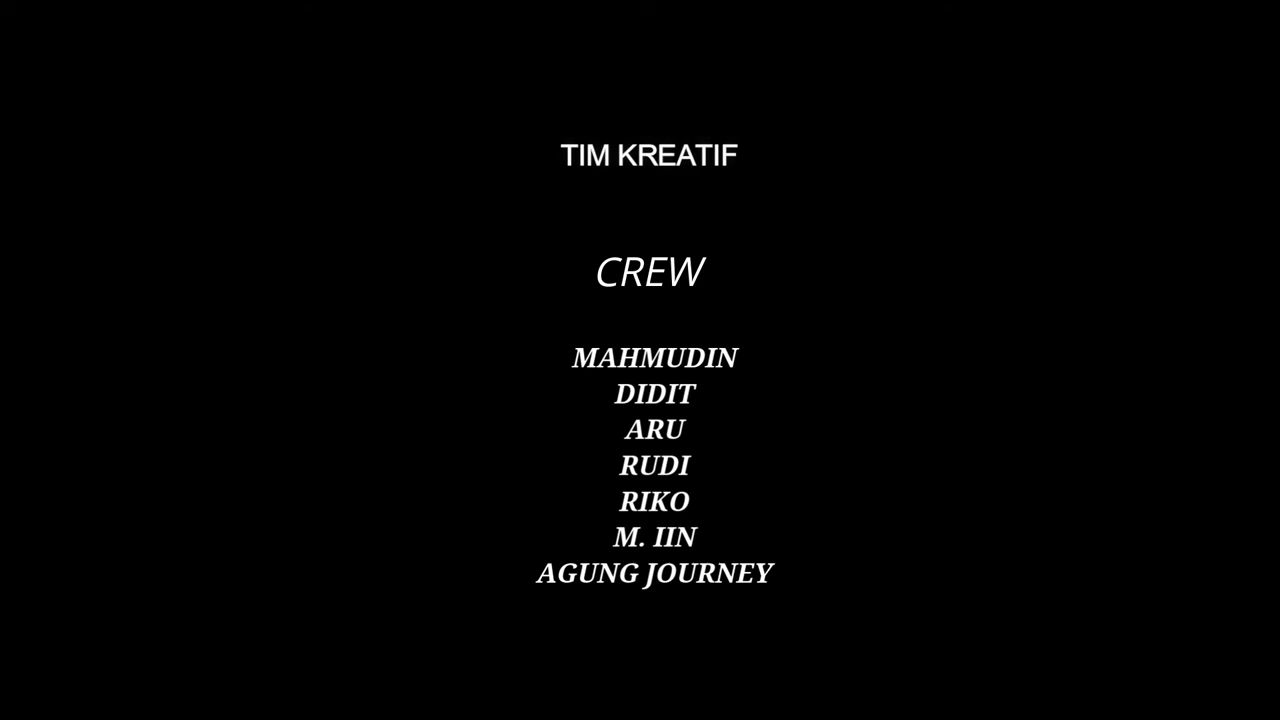 TIM KREATIF
CREW
MAHMUDIN
DIDIT
ARU
RUDI
RIKO
M. IIN
AGUNG JOURNEY